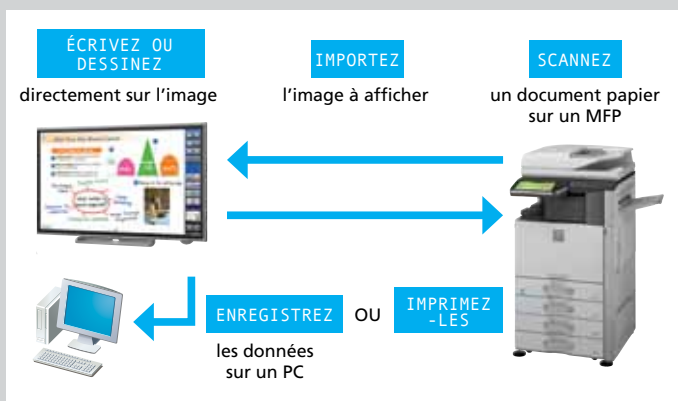 ÉCRIVEZ OU
DESSINEZ
directement sur l'image
IMPORTEZ
l'image à afficher
SCANNEZ
un document papier
sur un MFP
ENREGISTREZ
OU
IMPRIMEZ
-LES
les données
sur un PC